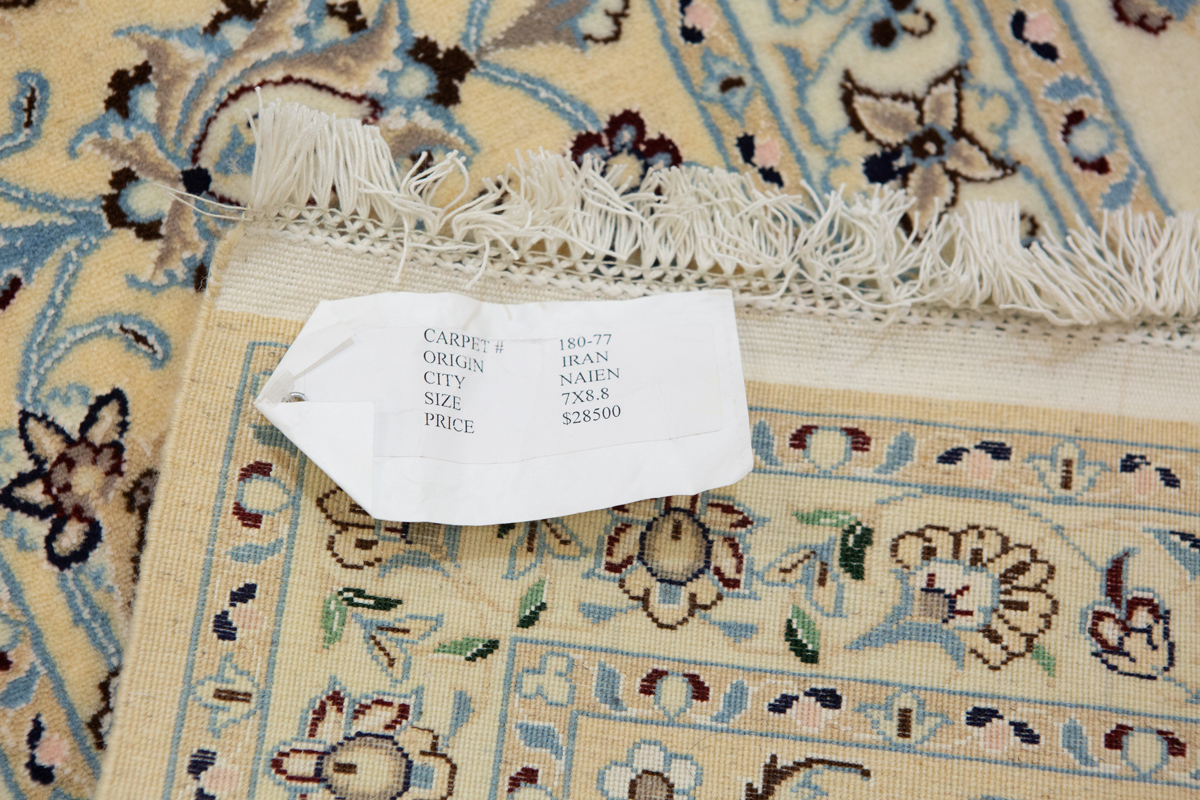 CARPET # 180-77
ORIGIN IRAN
CITY NAIEN
SIZE 7X8.8
PRICE $28500